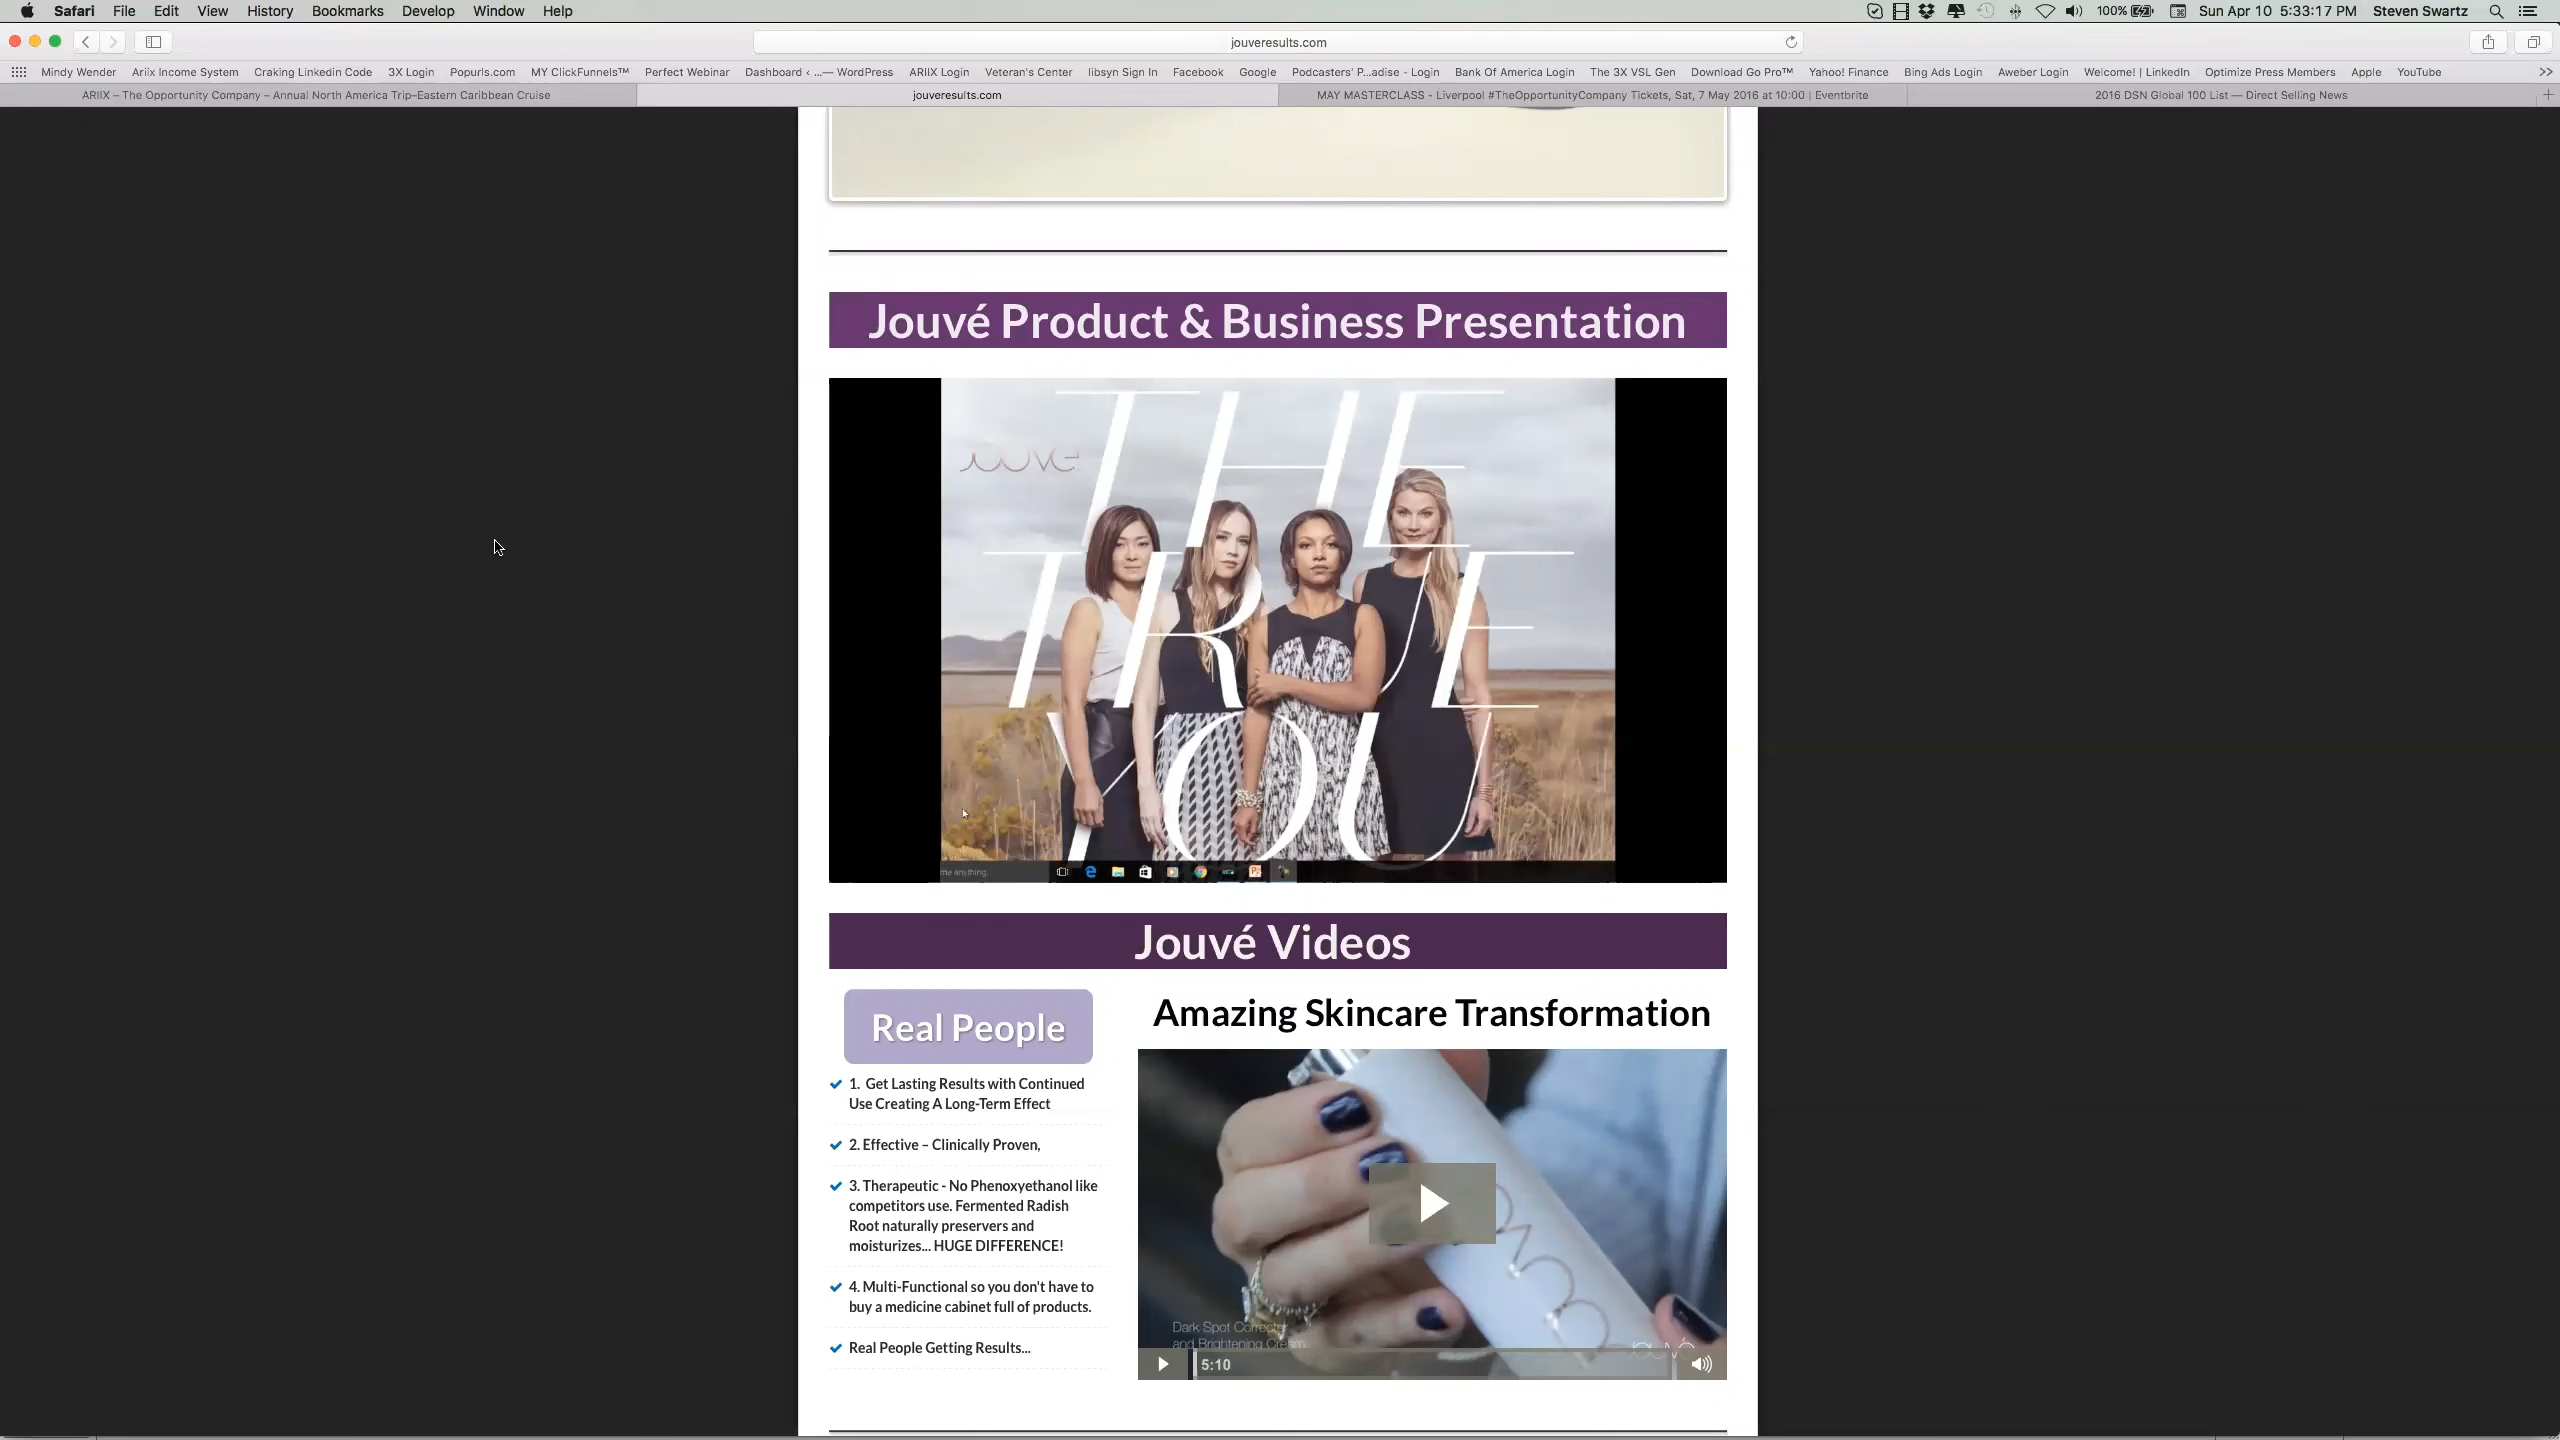 Safari File Edit View History Bookmarks Develop Window Help 100% Sun Apr 10 5:33:17 PM Steven Swartz
jouveresults.com
Mindy Wender Ariix Income System Craking Linkedin Code 3X Login Popurls.com MY ClickFunnels™ Perfect Webinar Dashboard ‹ ...— WordPress ARIIX Login Veteran's Center libsyn Sign In Facebook Google Podcasters' P...adise - Login Bank Of America Login The 3X VSL Gen Download Go Pro™ Yahoo! Finance Bing Ads Login Aweber Login Welcome! | LinkedIn Optimize Press Members Apple YouTube
ARIIX – The Opportunity Company – Annual North America Trip–Eastern Caribbean Cruise jouveresults.com MAY MASTERCLASS - Liverpool #TheOpportunityCompany Tickets, Sat, 7 May 2016 at 10:00 | Eventbrite 2016 DSN Global 100 List — Direct Selling News
Jouvé Product & Business Presentation
Jouvé
THE
TRUE
YOU
me anything.
Jouvé Videos
Real People
1. Get Lasting Results with Continued
Use Creating A Long-Term Effect
2. Effective – Clinically Proven,
3. Therapeutic - No Phenoxyethanol like
competitors use. Fermented Radish
Root naturally preservers and
moisturizes... HUGE DIFFERENCE!
4. Multi-Functional so you don't have to
buy a medicine cabinet full of products.
Real People Getting Results...
Amazing Skincare Transformation
Dark Spot Corrector
and Brightening Cream
Jouvé
5:10